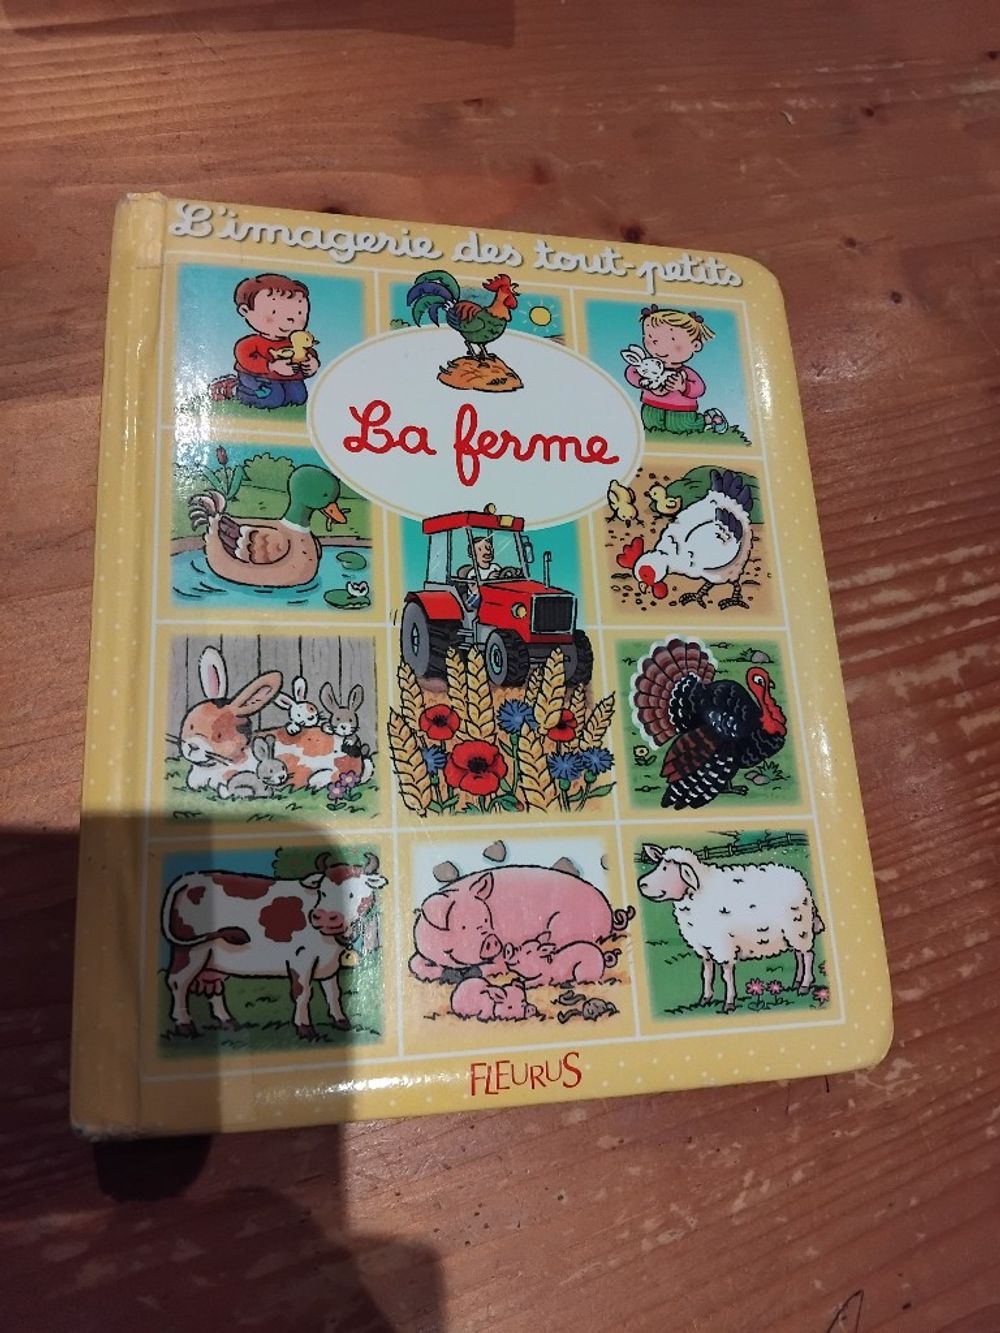 L'imagerie des tout-petits
La ferme
FLEURUS